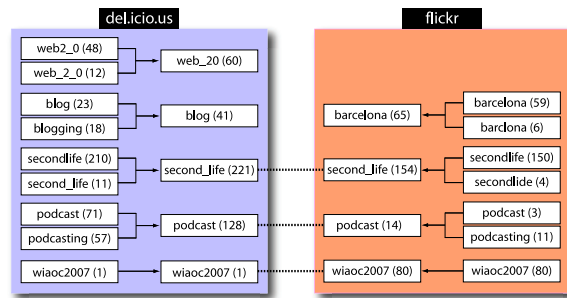 del.icio.us
web2_0 (48)
web_2_0 (12)
web_20 (60)
blog (23)
blogging (18)
blog (41)
secondlife (210)
second_life (11)
second_life (221)
podcast (71)
podcasting (57)
podcast (128)
wiaoc2007 (1)
wiaoc2007 (1)
flickr
barcelona (65)
barcelona (59)
barclona (6)
second_life (154)
secondlife (150)
secondlide (4)
podcast (14)
podcast (3)
podcasting (11)
wiaoc2007 (80)
wiaoc2007 (80)